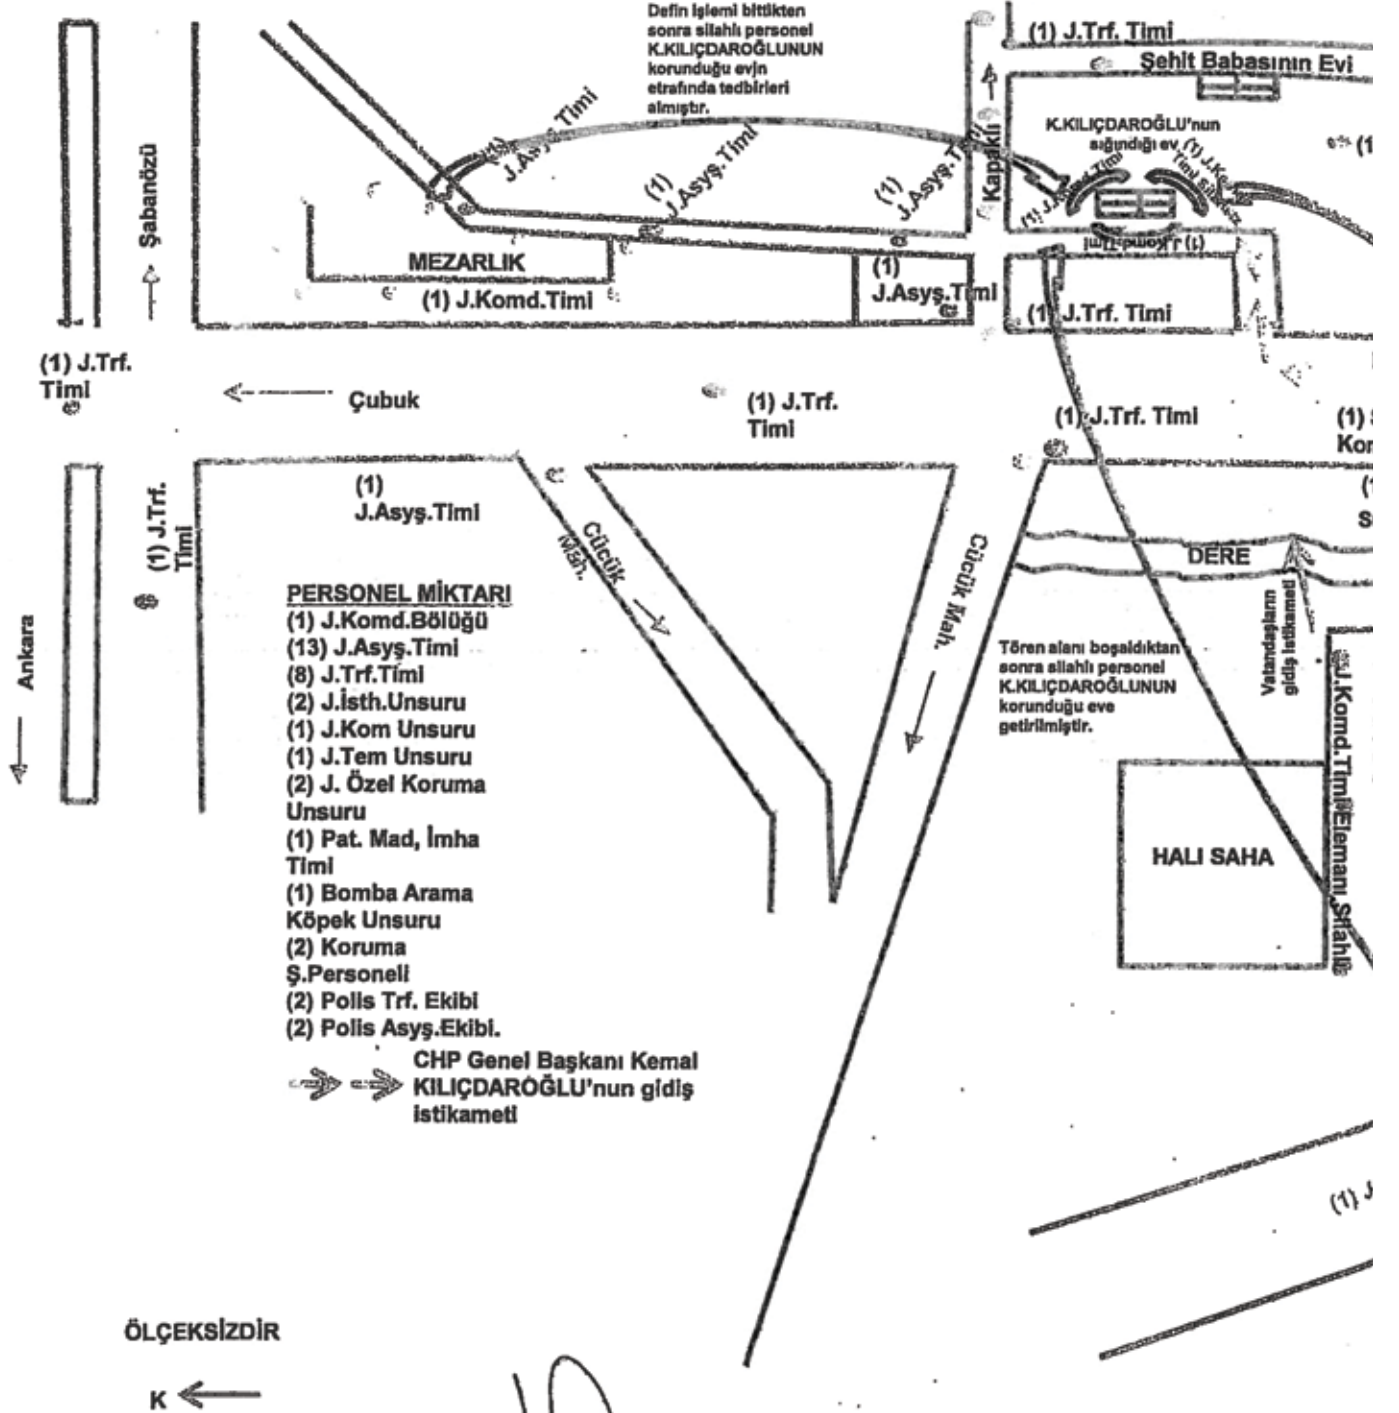 Defin işlemi bittikten
sonra silahlı personel
K.KILIÇDAROĞLUNUN
korunduğu evin
etrafında tedbirleri
almıştır.
(1) J.Trf. Timi
Şehit Babasının Evi
K.KILIÇDAROĞLU'nun
sığındığı ev
(1) J.Komd.Timi
(1) J.Komd.Timi
(1)
J.Asyş.Timi
(1)
J.Asyş.Timi
(1)
J.Asyş.Timi
Kapaklı
Şabanözü
MEZARLIK
(1) J.Komd.Timi
(1)
J.Asyş.Timi
(1) J.Trf. Timi
(1) J.Trf.
Timi
Çubuk
(1) J.Trf.
Timi
(1) J.Trf. Timi
(1)
J.Asyş.Timi
(1) J.Trf.
Timi
Cücük
Mah.
Cücük Mah.
DERE
Vatandaşların
gidiş istikameti
Ankara
PERSONEL MİKTARI
(1) J.Komd.Bölüğü
(13) J.Asyş.Timi
(8) J.Trf.Timi
(2) J.İsth.Unsuru
(1) J.Kom Unsuru
(1) J.Tem Unsuru
(2) J. Özel Koruma
Unsuru
(1) Pat. Mad, İmha
Timi
(1) Bomba Arama
Köpek Unsuru
(2) Koruma
Ş.Personeli
(2) Polis Trf. Ekibi
(2) Polis Asyş.Ekibi.
Tören alanı boşaldıktan
sonra silahlı personel
K.KILIÇDAROĞLUNUN
korunduğu eve
getirilmiştir.
J.Komd.Timi Elemanı Silahlı
HALI SAHA
CHP Genel Başkanı Kemal
KILIÇDAROĞLU'nun gidiş
istikameti
ÖLÇEKSİZDİR
K